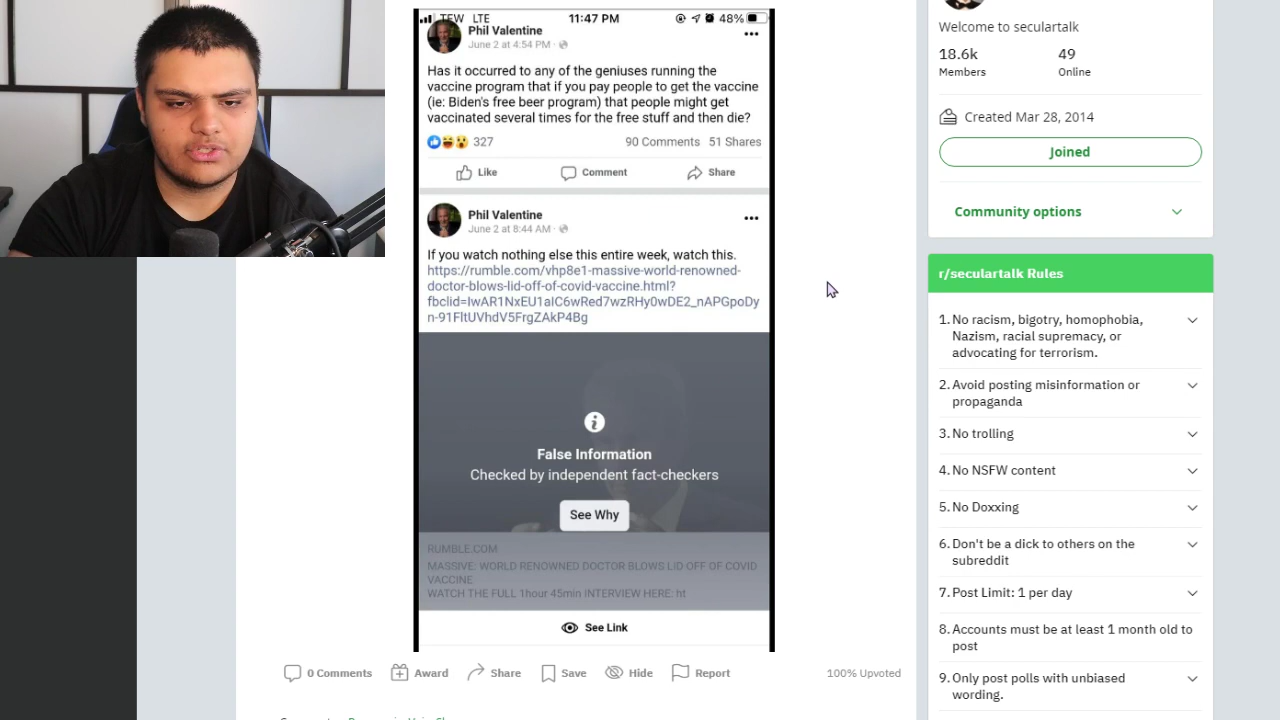 TFW LTE 11:47 PM 48%
Phil Valentine
June 2 at 4:54 PM
Has it occurred to any of the geniuses running the
vaccine program that if you pay people to get the vaccine
(ie: Biden's free beer program) that people might get
vaccinated several times for the free stuff and then die?
327 90 Comments 51 Shares
Like Comment Share
Phil Valentine
June 2 at 8:44 AM
If you watch nothing else this entire week, watch this.
https://rumble.com/vhp8e1-massive-world-renowned-
doctor-blows-lid-off-of-covid-vaccine.html?
fbclid=IwAR1NxEU1aIC6wRed7wzRHy0wDE2_nAPGpoDy
n-91FltUVhdV5FrgZAkP4Bg
False Information
Checked by independent fact-checkers
See Why
RUMBLE.COM
MASSIVE: WORLD RENOWNED DOCTOR BLOWS LID OFF OF COVID
VACCINE
WATCH THE FULL 1hour 45min INTERVIEW HERE: ht
See Link
0 Comments Award Share Save Hide Report 100% Upvoted
Welcome to seculartalk
18.6k 49
Members Online
Created Mar 28, 2014
Joined
Community options
r/seculartalk Rules
1. No racism, bigotry, homophobia,
Nazism, racial supremacy, or
advocating for terrorism.
2. Avoid posting misinformation or
propaganda
3. No trolling
4. No NSFW content
5. No Doxxing
6. Don't be a dick to others on the
subreddit
7. Post Limit: 1 per day
8. Accounts must be at least 1 month old to
post
9. Only post polls with unbiased
wording.